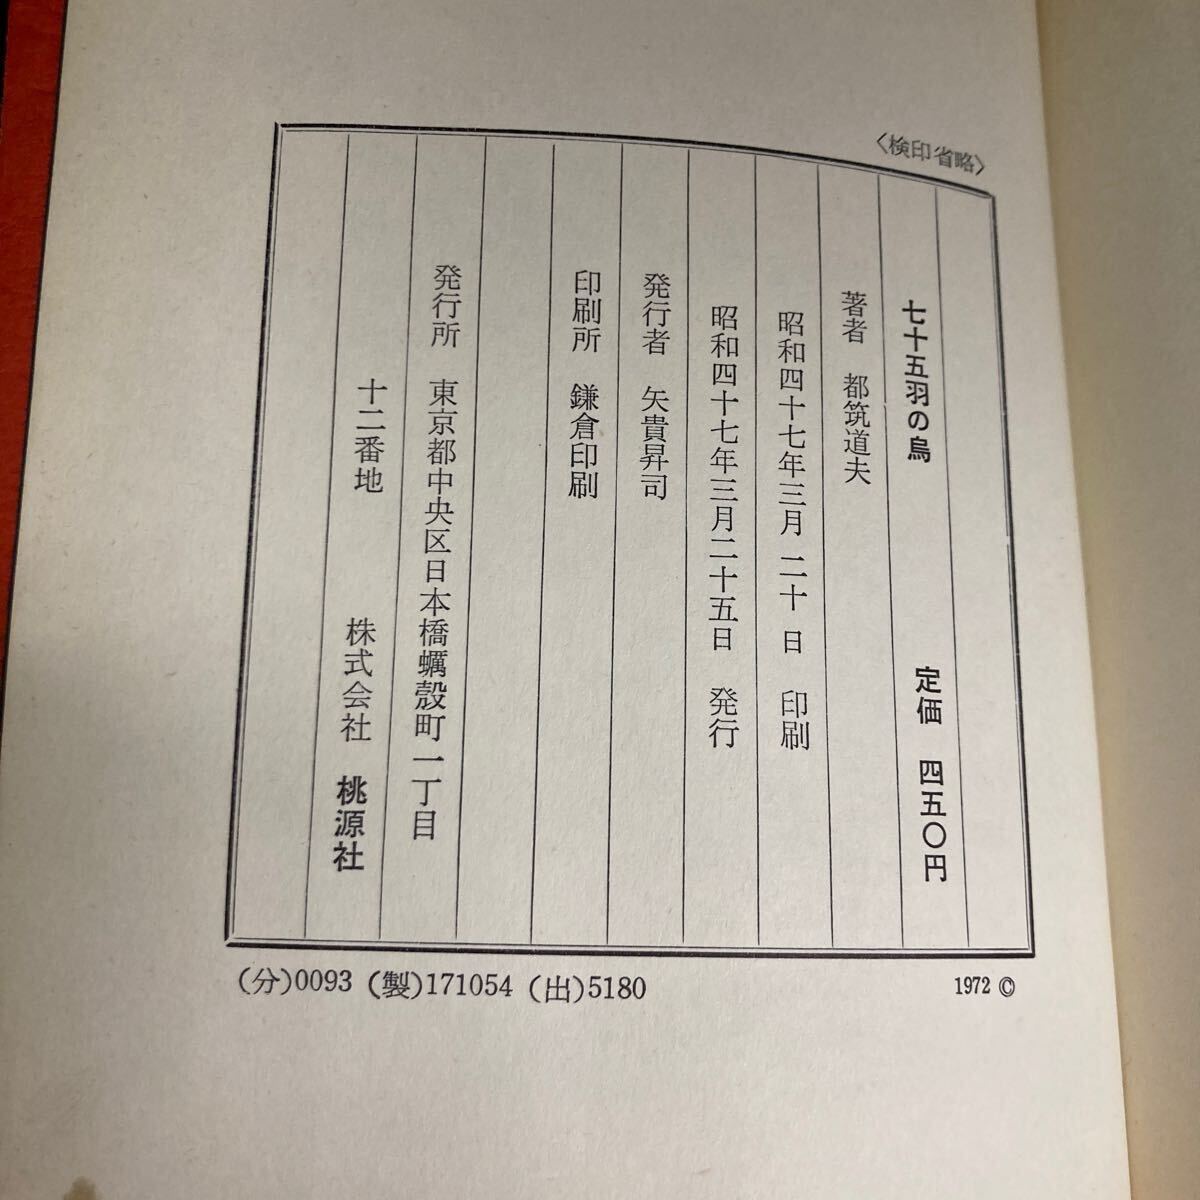 〈検印省略〉
七十五羽の烏　定価　四五〇円
著者　都筑道夫
昭和四十七年三月二十日　印刷
昭和四十七年三月二十五日　発行
発行者　矢貴昇司
印刷所　鎌倉印刷
発行所　東京都中央区日本橋蠣殻町一丁目
十二番地　株式会社　桃源社
(分)0093 (製)171054 (出)5180
1972 ©